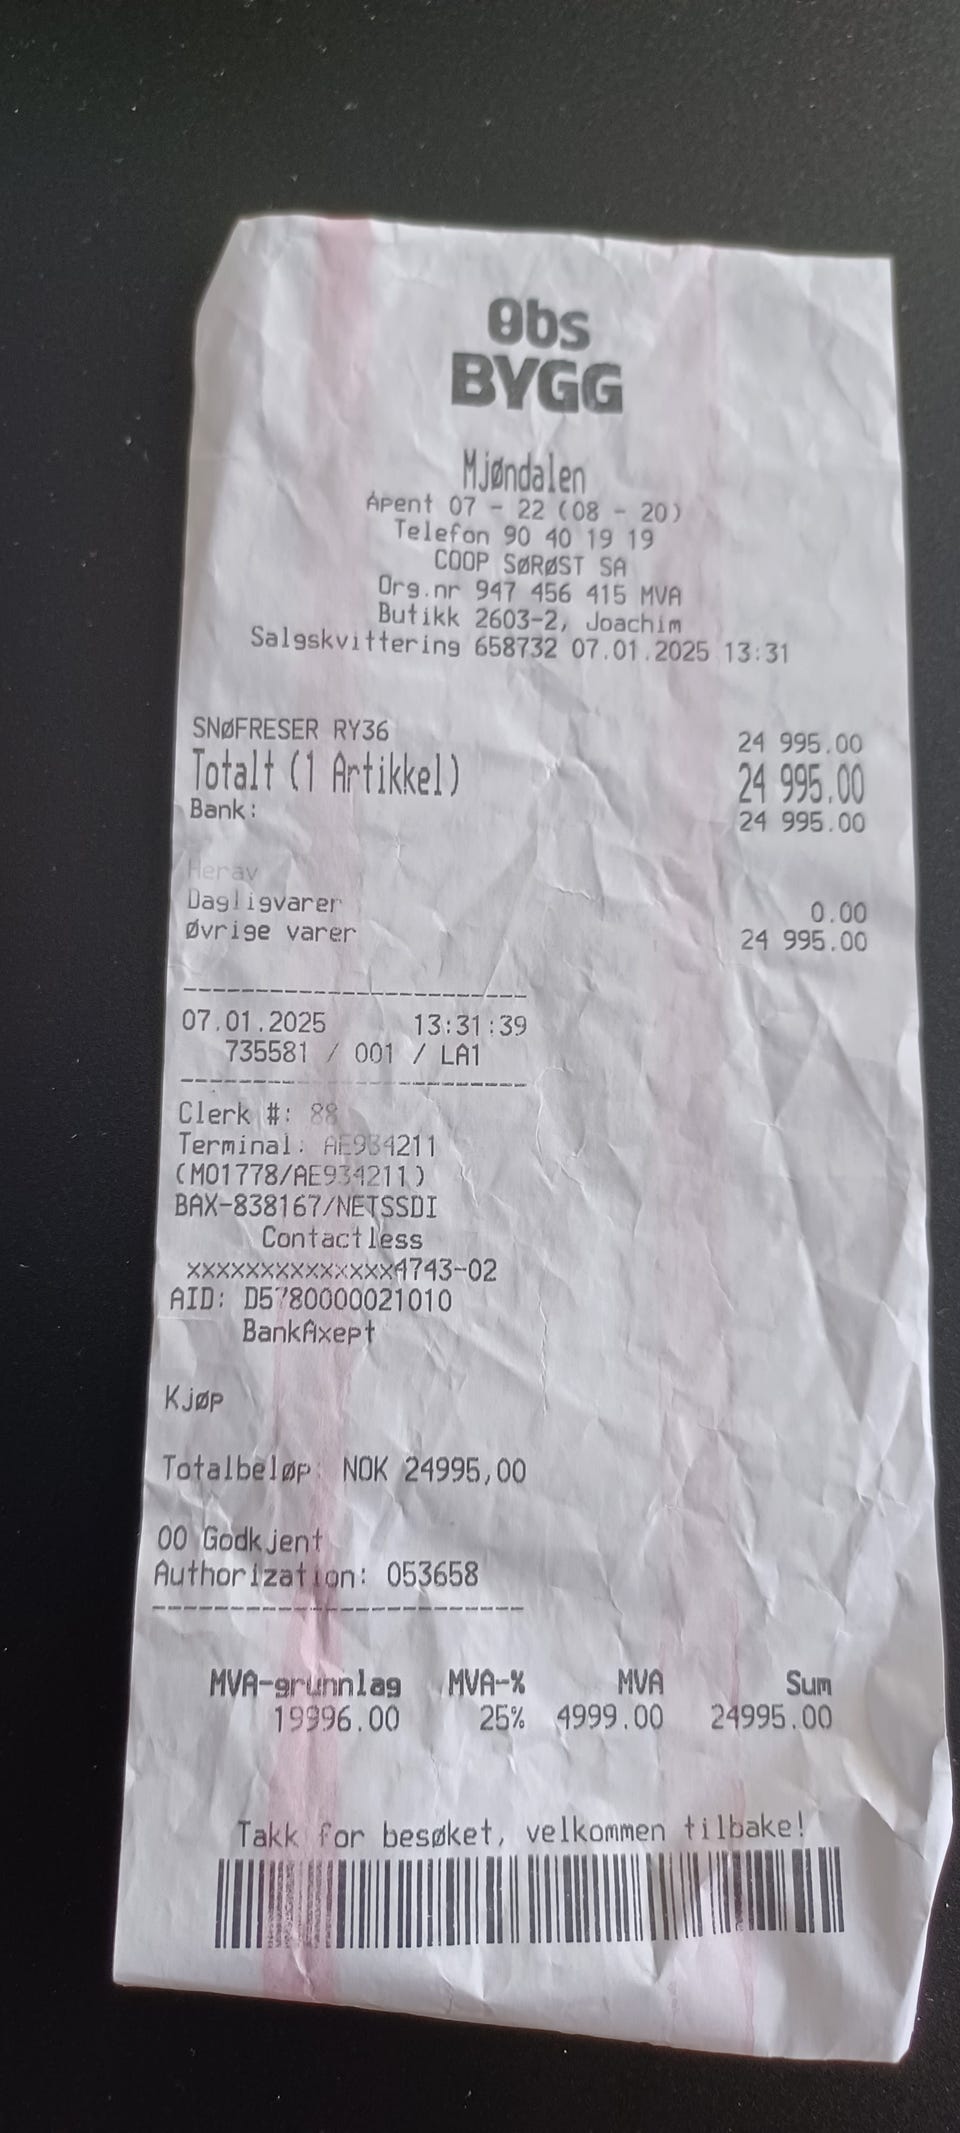 Obs
BYGG
Mjøndalen
Åpent 07 - 22 (08 - 20)
Telefon 90 40 19 19
COOP SØRØST SA
Org.nr 947 456 415 MVA
Butikk 2603-2, Joachim
Salgskvittering 658732 07.01.2025 13:31
SNØFRESER RY36 24 995.00
Totalt (1 Artikkel) 24 995.00
Bank: 24 995.00
Herav
Dagligvarer 0.00
Øvrige varer 24 995.00
------------------------
07.01.2025 13:31:39
735581 / 001 / LA1
------------------------
Clerk #: 88
Terminal: AE934211
(M01778/AE934211)
BAX-838167/NETSSDI
Contactless
xxxxxxxxxxxxxx4743-02
AID: D5780000021010
BankAxept
Kjøp
Totalbeløp: NOK 24995,00
00 Godkjent
Authorization: 053658
------------------------
MVA-grunnlag MVA-% MVA Sum
19996.00 25% 4999.00 24995.00
Takk for besøket, velkommen tilbake!